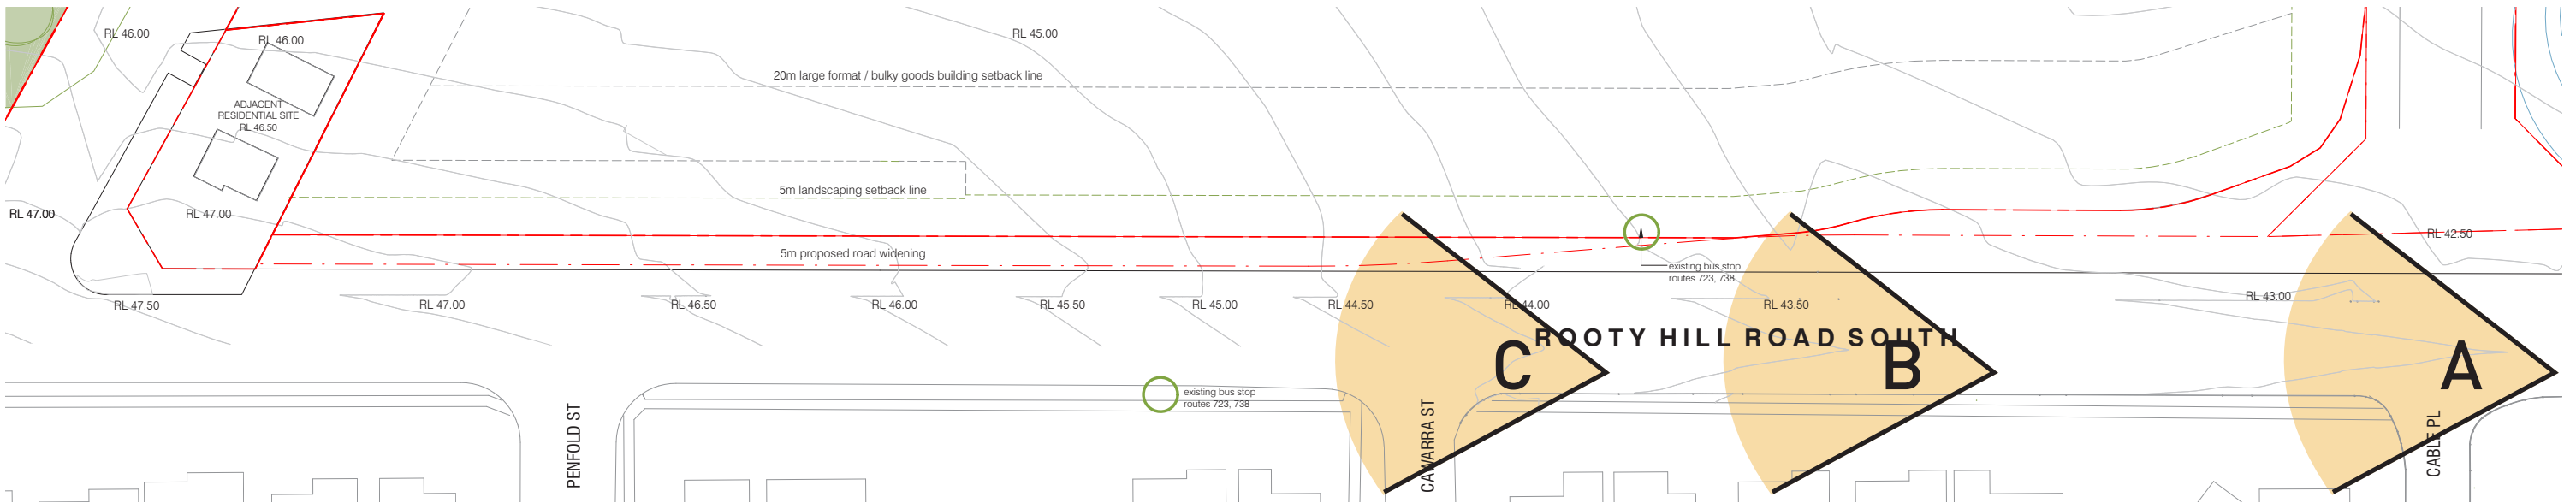 RL 46.00
RL 46.00
RL 45.00
20m large format / bulky goods building setback line
ADJACENT
RESIDENTIAL SITE
RL 46.50
5m landscaping setback line
RL 47.00
RL 47.00
RL 42.50
5m proposed road widening
existing bus stop
routes 723, 738
RL 47.50
RL 47.00
RL 46.50
RL 46.00
RL 45.50
RL 45.00
RL 44.50
RL 44.00
RL 43.50
RL 43.00
ROOTY HILL ROAD SOUTH
C
B
A
existing bus stop
routes 723, 738
PENFOLD ST
CAWARRA ST
CABLE PL